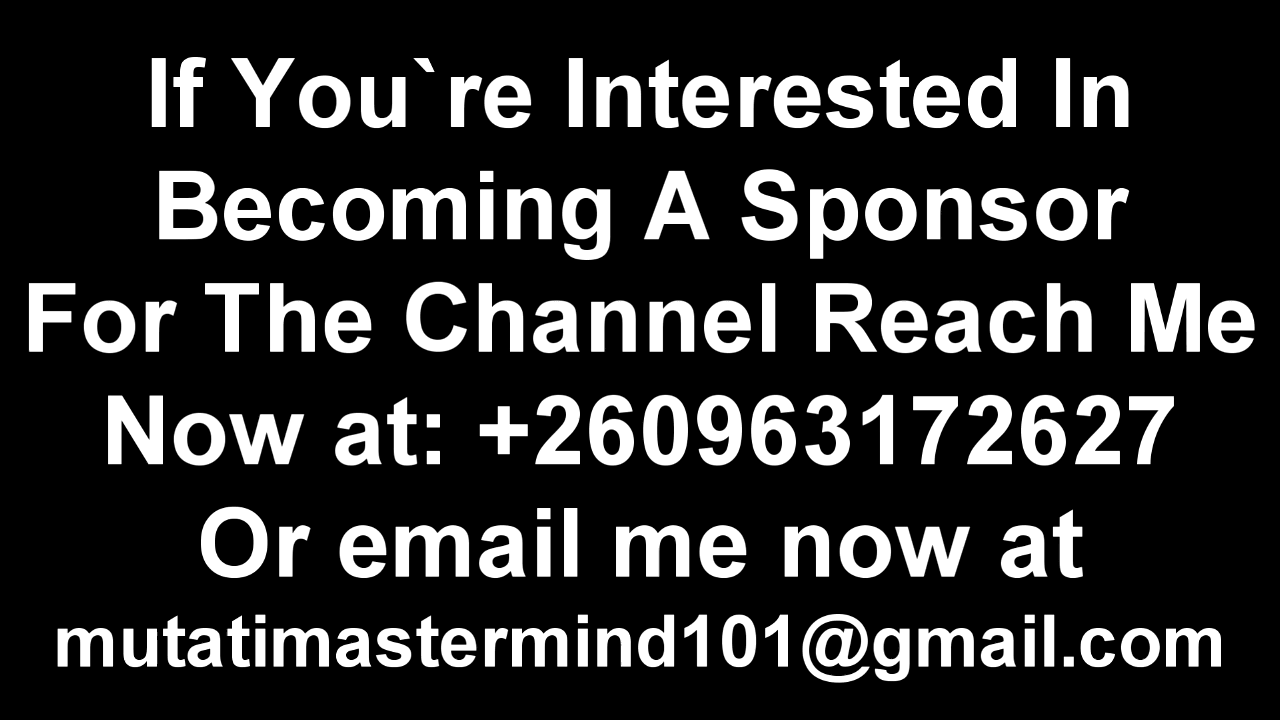 If You`re Interested In
Becoming A Sponsor
For The Channel Reach Me
Now at: +260963172627
Or email me now at
mutatimastermind101@gmail.com